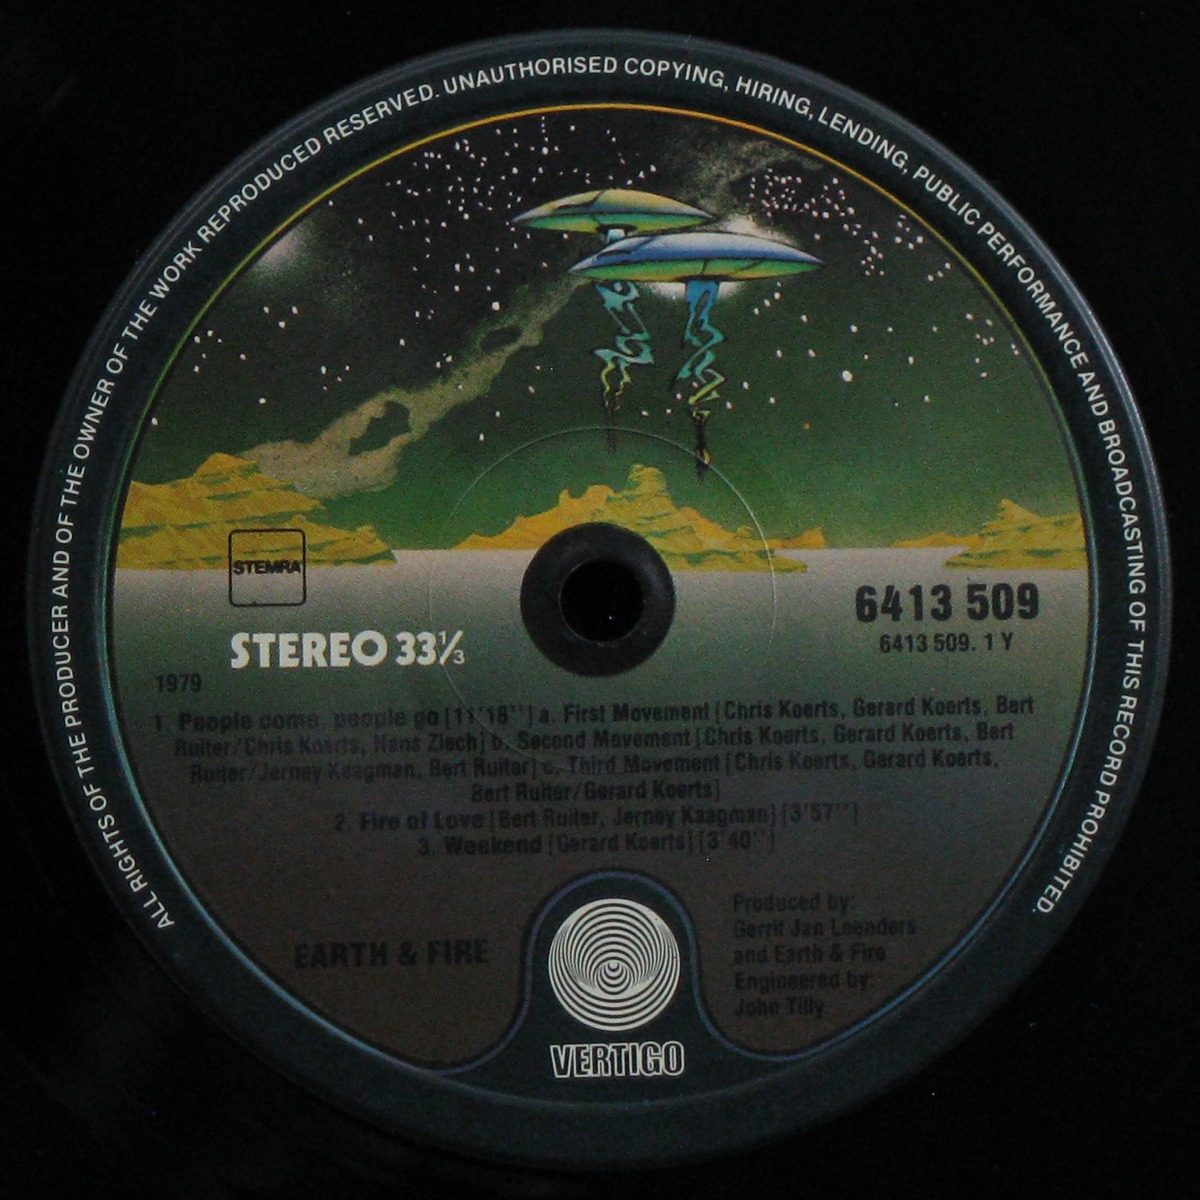 ALL RIGHTS OF THE PRODUCER AND OF THE OWNER OF THE WORK REPRODUCED RESERVED. UNAUTHORISED COPYING, HIRING, LENDING, PUBLIC PERFORMANCE AND BROADCASTING OF THIS RECORD PROHIBITED.
STEMRA
STEREO 33⅓
6413 509
6413 509. 1 Y
1979
1. People come, people go [11'18''] a. First Movement [Chris Koerts, Gerard Koerts, Bert
Ruiter/Chris Koerts, Hans Ziech] b. Second Movement [Chris Koerts, Gerard Koerts, Bert
Ruiter/Jerney Kaagman, Bert Ruiter] c. Third Movement [Chris Koerts, Gerard Koerts,
Bert Ruiter/Gerard Koerts]
2. Fire of Love [Bert Ruiter, Jerney Kaagman] [3'57'']
3. Weekend [Gerard Koerts] [3'40'']
EARTH & FIRE
Produced by:
Gerrit Jan Leenders
and Earth & Fire
Engineered by:
John Tilly
VERTIGO